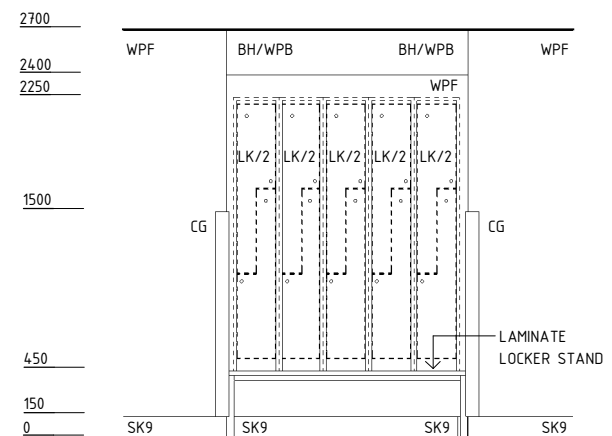 2700
WPF BH/WPB BH/WPB WPF
2400
WPF
2250
LK/2 LK/2 LK/2 LK/2 LK/2
1500
CG CG
LAMINATE
LOCKER STAND
450
150
0
SK9 SK9 SK9 SK9